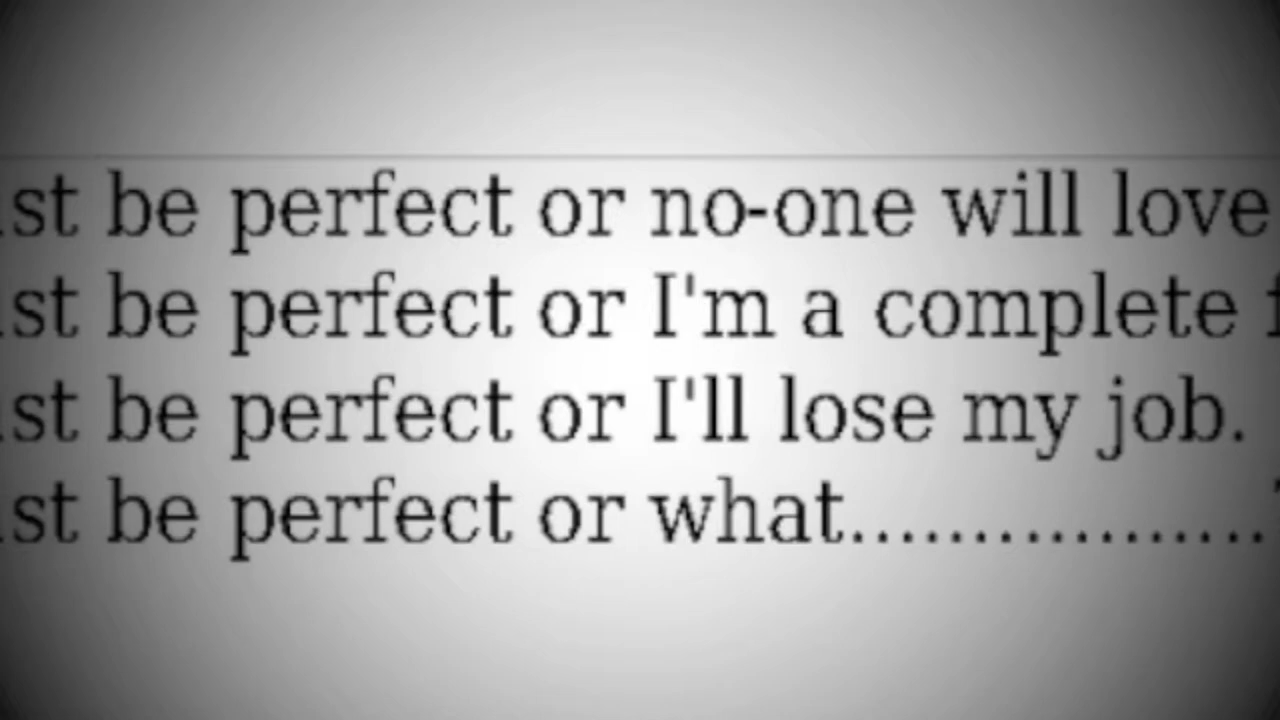 st be perfect or no-one will love
st be perfect or I'm a complete
st be perfect or I'll lose my job.
st be perfect or what.................